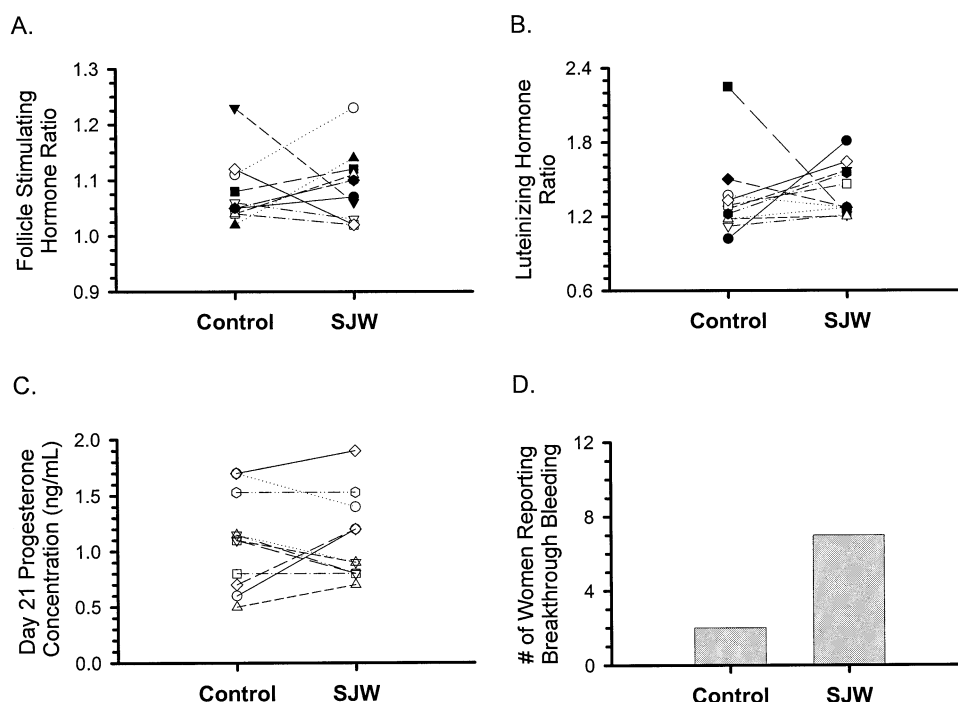 A.
Follicle Stimulating
Hormone Ratio
1.3
1.2
1.1
1.0
0.9
Control
SJW
B.
Luteinizing Hormone
Ratio
2.4
1.8
1.2
0.6
Control
SJW
C.
Day 21 Progesterone
Concentration (ng/mL)
2.0
1.5
1.0
0.5
0.0
Control
SJW
D.
# of Women Reporting
Breakthrough Bleeding
12
8
4
0
Control
SJW